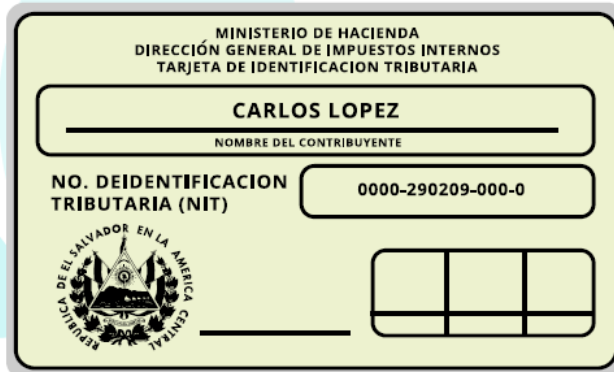 MINISTERIO DE HACIENDA
DIRECCIÓN GENERAL DE IMPUESTOS INTERNOS
TARJETA DE IDENTIFICACION TRIBUTARIA
CARLOS LOPEZ
NOMBRE DEL CONTRIBUYENTE
NO. DEIDENTIFICACION
TRIBUTARIA (NIT)
0000-290209-000-0
REPUBLICA DE EL SALVADOR EN LA AMERICA CENTRAL